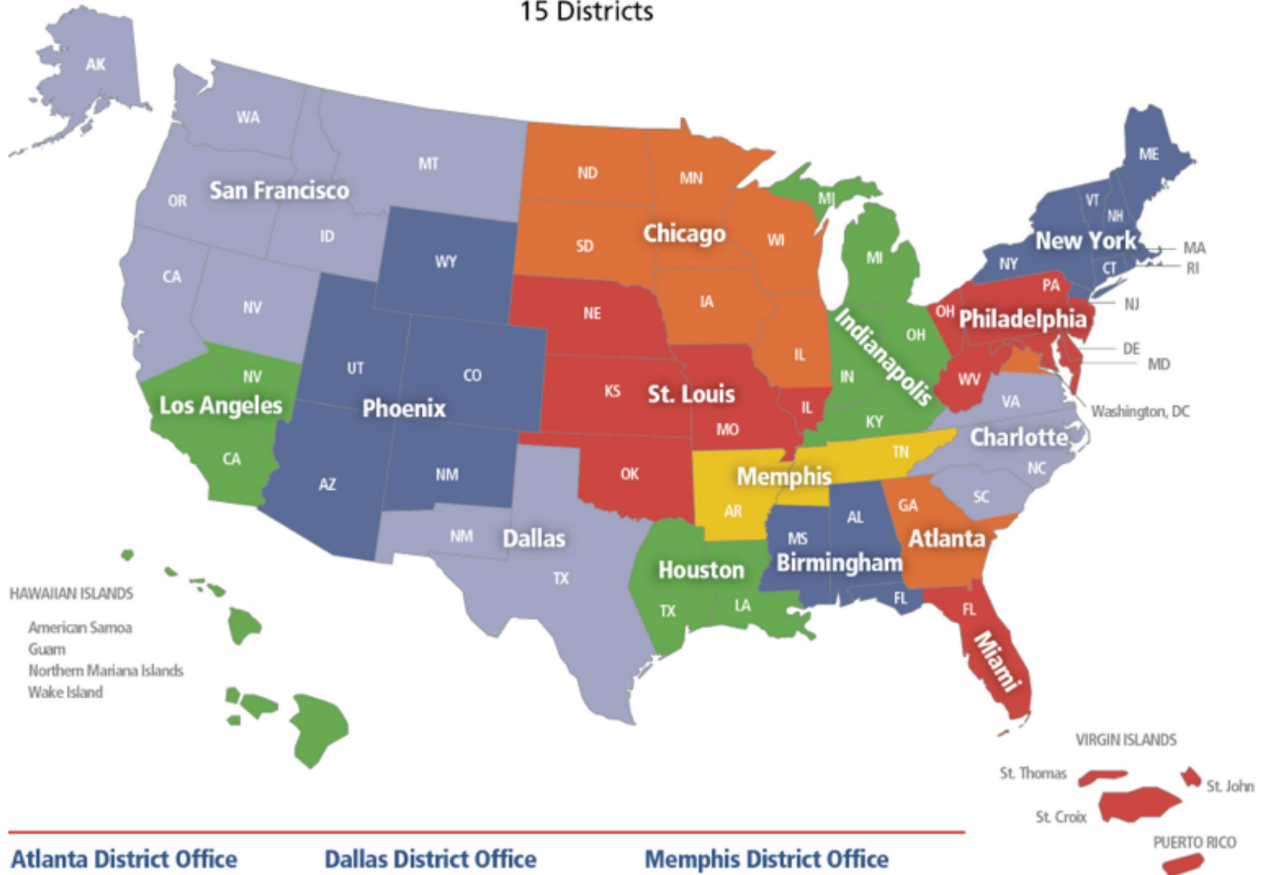 15 Districts
AK
WA
MT
OR
San Francisco
ID
CA
NV
WY
ND
MN
SD
Chicago
WI
IA
IL
MI
MI
ME
VT
NH
New York
NY
CT
MA
RI
NJ
PA
Philadelphia
OH
DE
MD
WV
Washington, DC
Indianapolis
OH
IN
KY
NE
KS
St. Louis
MO
IL
OK
UT
CO
Phoenix
AZ
NM
NV
Los Angeles
CA
VA
Charlotte
NC
SC
TN
Memphis
AR
NM
Dallas
TX
Houston
TX
LA
MS
AL
Birmingham
FL
GA
Atlanta
FL
Miami
HAWAIIAN ISLANDS
American Samoa
Guam
Northern Mariana Islands
Wake Island
VIRGIN ISLANDS
St. Thomas
St. John
St. Croix
PUERTO RICO
Atlanta District Office
Dallas District Office
Memphis District Office